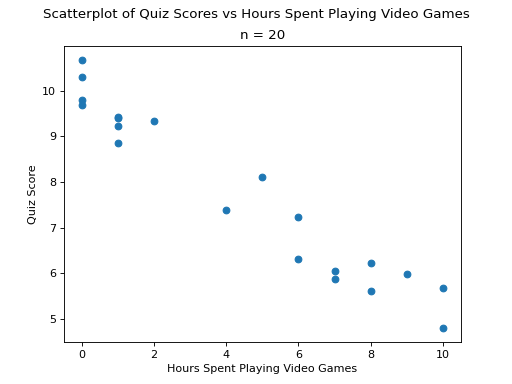 Scatterplot of Quiz Scores vs Hours Spent Playing Video Games
n = 20
10
9
8
7
6
5
Quiz Score
0 2 4 6 8 10
Hours Spent Playing Video Games